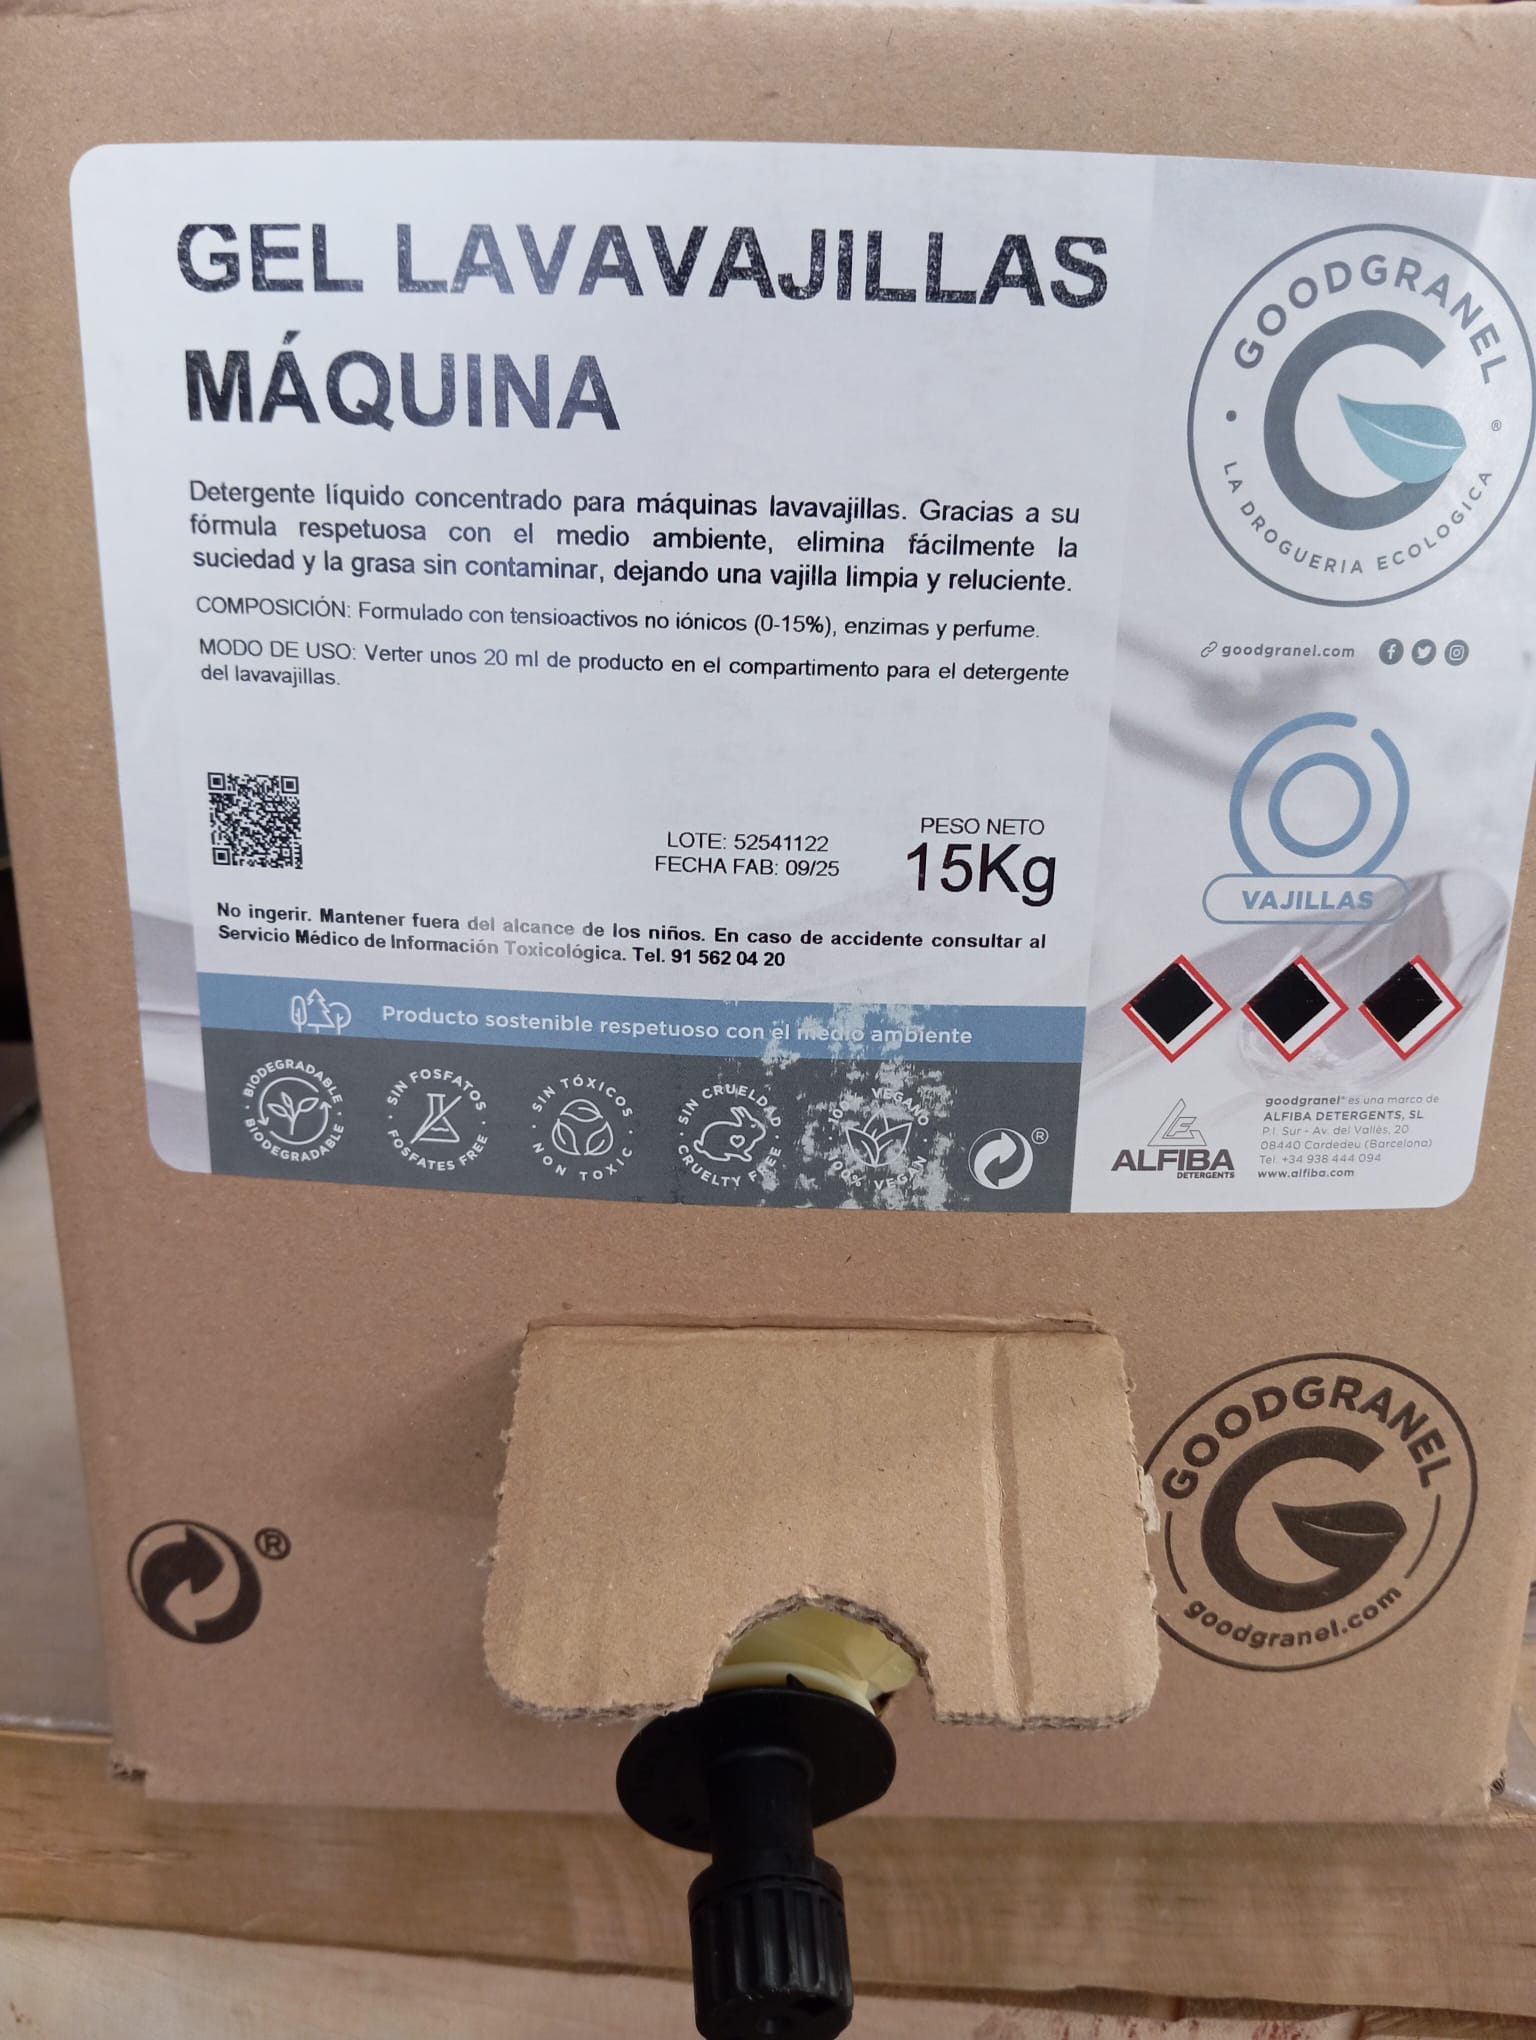 GEL LAVAVAJILLAS
MÁQUINA
Detergente líquido concentrado para máquinas lavavajillas. Gracias a su
fórmula respetuosa con el medio ambiente, elimina fácilmente la
suciedad y la grasa sin contaminar, dejando una vajilla limpia y reluciente.
COMPOSICIÓN: Formulado con tensioactivos no iónicos (0-15%), enzimas y perfume.
MODO DE USO: Verter unos 20 ml de producto en el compartimento para el detergente
del lavavajillas.
LOTE: 52541122
FECHA FAB: 09/25
PESO NETO
15Kg
No ingerir. Mantener fuera del alcance de los niños. En caso de accidente consultar al
Servicio Médico de Información Toxicológica. Tel. 91 562 04 20
Producto sostenible respetuoso con el medio ambiente
· BIODEGRADABLE ·
BIODEGRADABLE
· SIN FOSFATOS ·
FOSFATES FREE
· SIN TÓXICOS ·
NON TOXIC
· SIN CRUELDAD ·
CRUELTY FREE
· 100% VEGANO ·
100% VEGAN
®
· GOODGRANEL ·
®
LA DROGUERIA ECOLOGICA
goodgranel.com
VAJILLAS
ALFIBA
DETERGENTS
goodgranel® es una marca de
ALFIBA DETERGENTS, SL
P.I. Sur - Av. del Vallès, 20
08440 Cardedeu (Barcelona)
Tel. +34 938 444 094
www.alfiba.com
GOODGRANEL
goodgranel.com
®